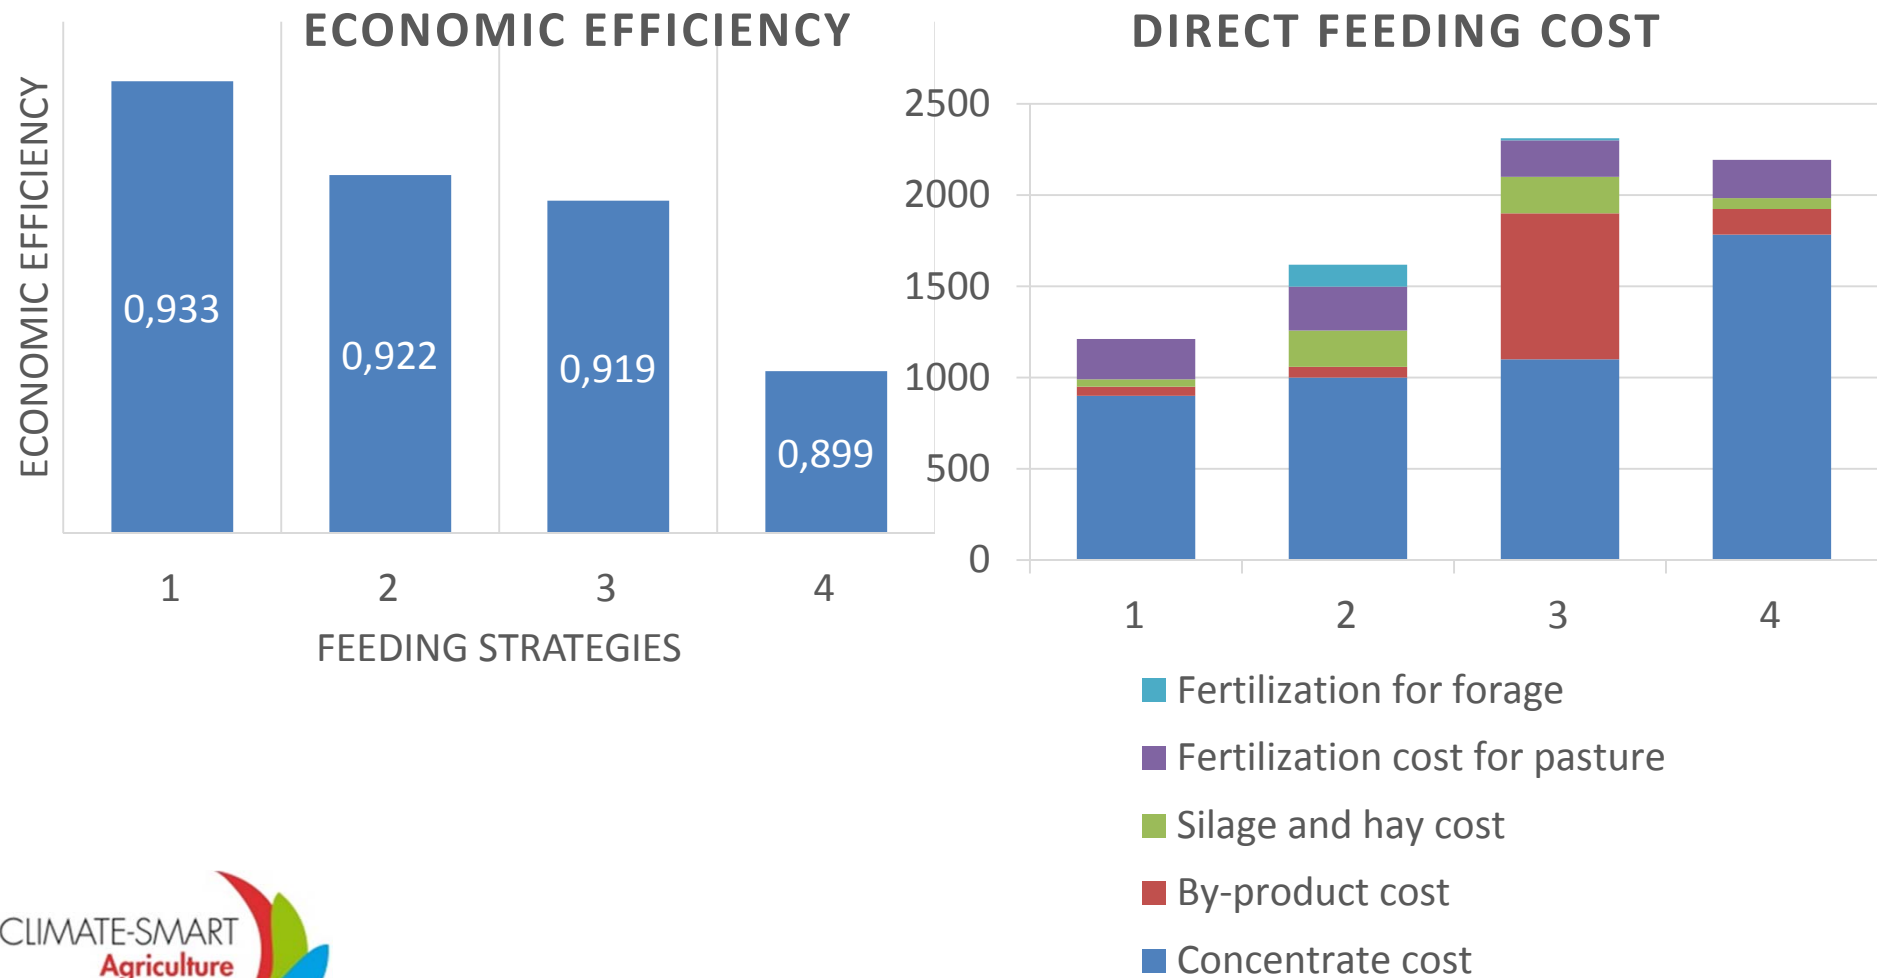 ECONOMIC EFFICIENCY
ECONOMIC EFFICIENCY
0,933
0,922
0,919
0,899
1
2
3
4
FEEDING STRATEGIES
DIRECT FEEDING COST
2500
2000
1500
1000
500
0
1
2
3
4
Fertilization for forage
Fertilization cost for pasture
Silage and hay cost
By-product cost
Concentrate cost
CLIMATE-SMART
Agriculture